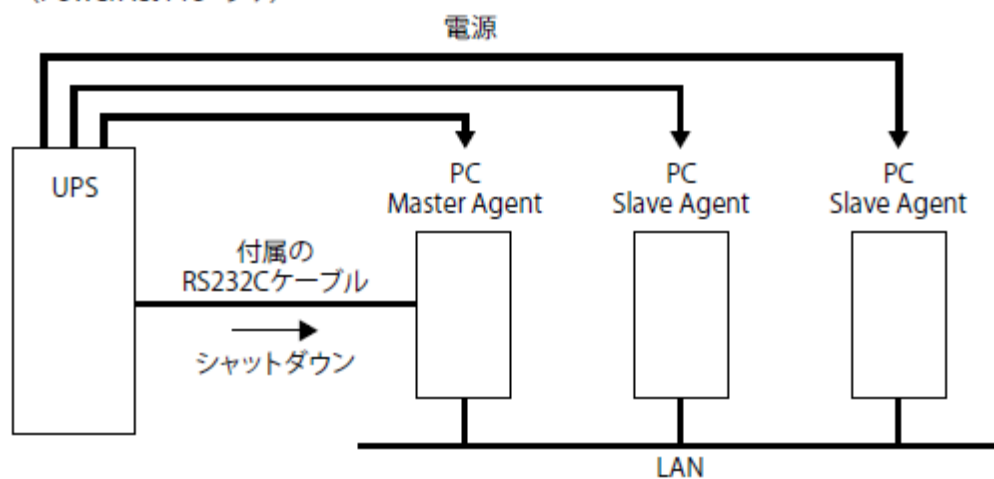 電源
UPS
PC
Master Agent
PC
Slave Agent
PC
Slave Agent
付属の
RS232Cケーブル
シャットダウン
LAN